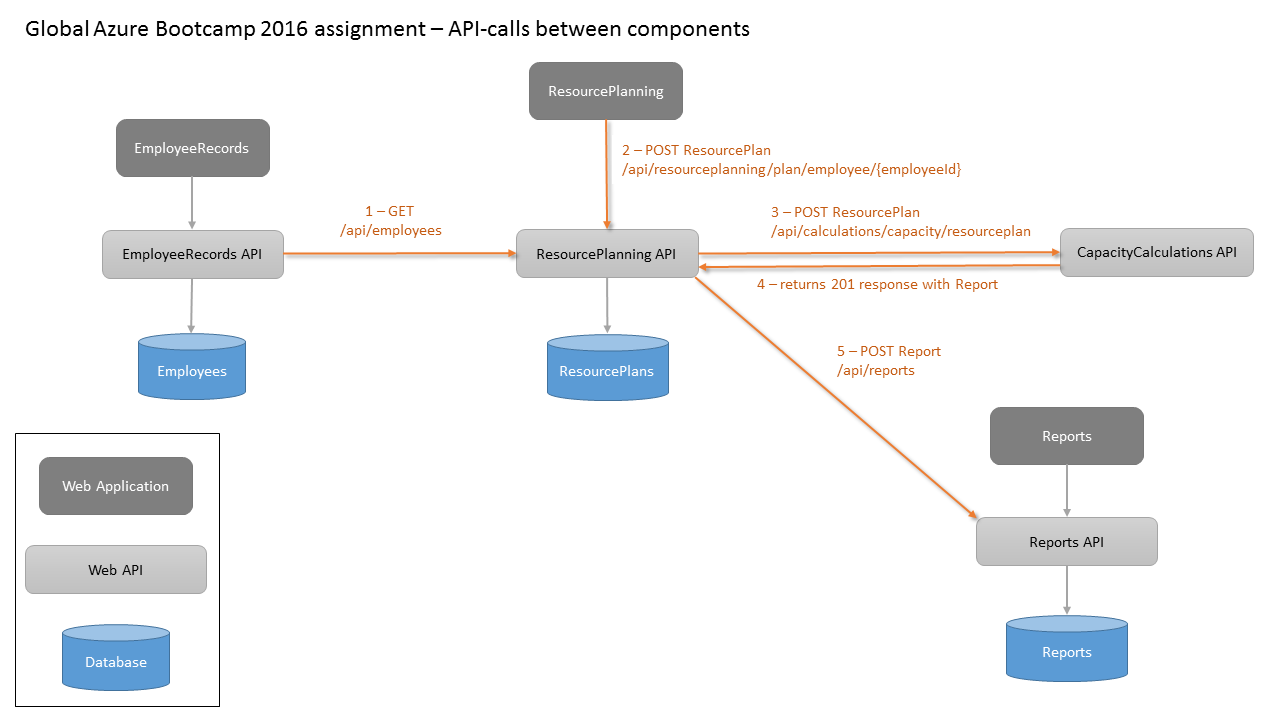 Global Azure Bootcamp 2016 assignment – API-calls between components
ResourcePlanning
EmployeeRecords
2 – POST ResourcePlan
/api/resourceplanning/plan/employee/{employeeId}
1 – GET
/api/employees
3 – POST ResourcePlan
/api/calculations/capacity/resourceplan
EmployeeRecords API
ResourcePlanning API
CapacityCalculations API
4 – returns 201 response with Report
5 – POST Report
/api/reports
Employees
ResourcePlans
Reports
Reports API
Reports
Web Application
Web API
Database